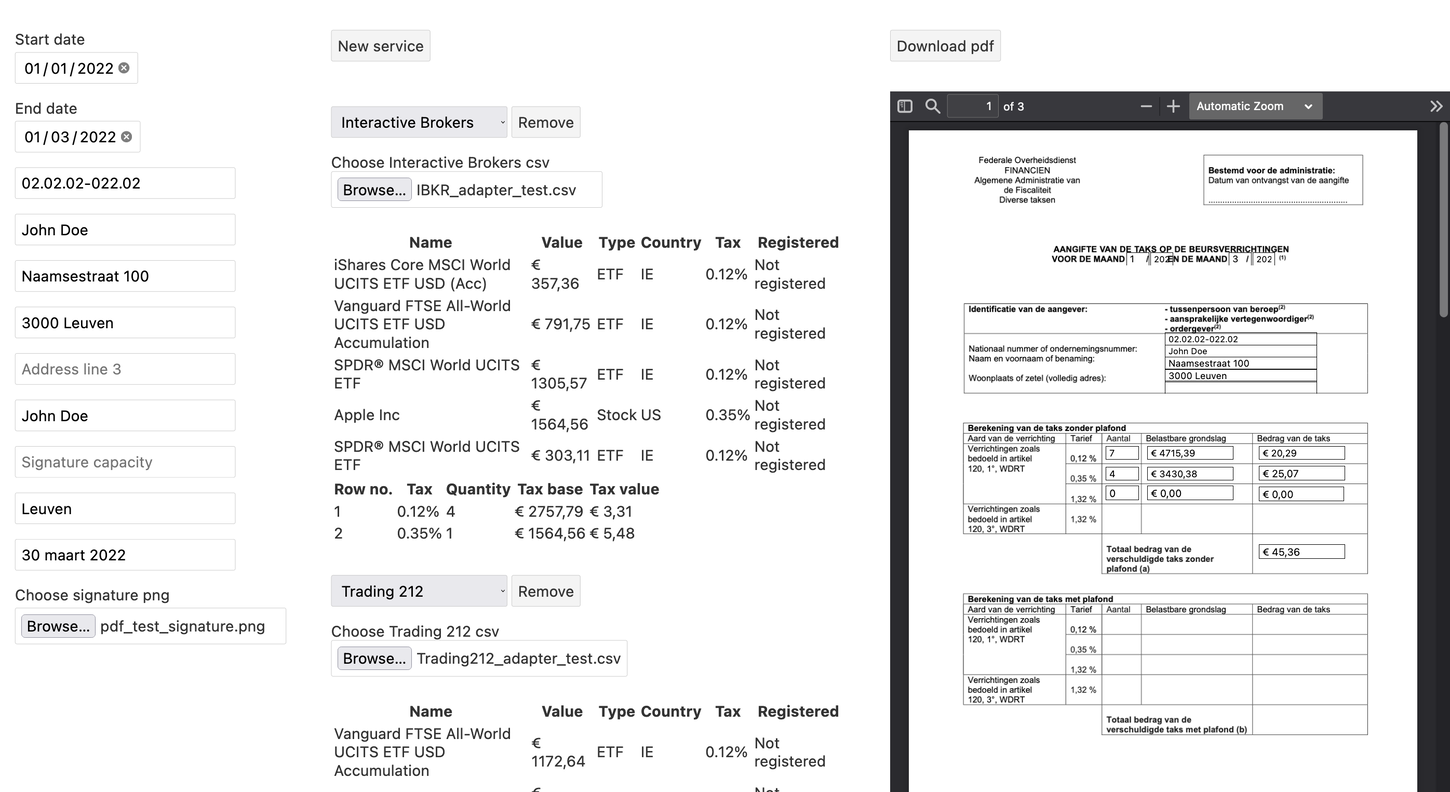 Start date
01/01/2022
End date
01/03/2022
02.02.02-022.02
John Doe
Naamsestraat 100
3000 Leuven
Address line 3
John Doe
Signature capacity
Leuven
30 maart 2022
Choose signature png
Browse... pdf_test_signature.png
New service
Interactive Brokers Remove
Choose Interactive Brokers csv
Browse... IBKR_adapter_test.csv
Name Value Type Country Tax Registered
iShares Core MSCI World UCITS ETF USD (Acc) € 357,36 ETF IE 0.12% Not registered
Vanguard FTSE All-World UCITS ETF USD Accumulation € 791,75 ETF IE 0.12% Not registered
SPDR® MSCI World UCITS ETF € 1305,57 ETF IE 0.12% Not registered
Apple Inc € 1564,56 Stock US 0.35% Not registered
SPDR® MSCI World UCITS ETF € 303,11 ETF IE 0.12% Not registered
Row no. Tax Quantity Tax base Tax value
1 0.12% 4 € 2757,79 € 3,31
2 0.35% 1 € 1564,56 € 5,48
Trading 212 Remove
Choose Trading 212 csv
Browse... Trading212_adapter_test.csv
Name Value Type Country Tax Registered
Vanguard FTSE All-World UCITS ETF USD Accumulation € 1172,64 ETF IE 0.12% Not registered
€ Not
Download pdf
1 of 3 Automatic Zoom
Federale Overheidsdienst
FINANCIEN
Algemene Administratie van
de Fiscaliteit
Diverse taksen
Bestemd voor de administratie:
Datum van ontvangst van de aangifte
AANGIFTE VAN DE TAKS OP DE BEURSVERRICHTINGEN
VOOR DE MAAND 1 / 202 EN DE MAAND 3 / 202 (1)
Identificatie van de aangever:
- tussenpersoon van beroep(2)
- aansprakelijke vertegenwoordiger(2)
- ordergever(2)
Nationaal nummer of ondernemingsnummer: 02.02.02-022.02
Naam en voornaam of benaming: John Doe
Woonplaats of zetel (volledig adres): Naamsestraat 100
3000 Leuven
Berekening van de taks zonder plafond
Aard van de verrichting Tarief Aantal Belastbare grondslag Bedrag van de taks
Verrichtingen zoals
bedoeld in artikel
120, 1°, WDRT
0,12 % 7 € 4715,39 € 20,29
0,35 % 4 € 3430,38 € 25,07
1,32 % 0 € 0,00 € 0,00
Verrichtingen zoals
bedoeld in artikel
120, 3°, WDRT
1,32 %
Totaal bedrag van de
verschuldigde taks zonder
plafond (a)
€ 45,36
Berekening van de taks met plafond
Aard van de verrichting Tarief Aantal Belastbare grondslag Bedrag van de taks
Verrichtingen zoals
bedoeld in artikel
120, 1°, WDRT
0,12 %
0,35 %
1,32 %
Verrichtingen zoals
bedoeld in artikel
120, 3°, WDRT
1,32 %
Totaal bedrag van de
verschuldigde taks met plafond (b)